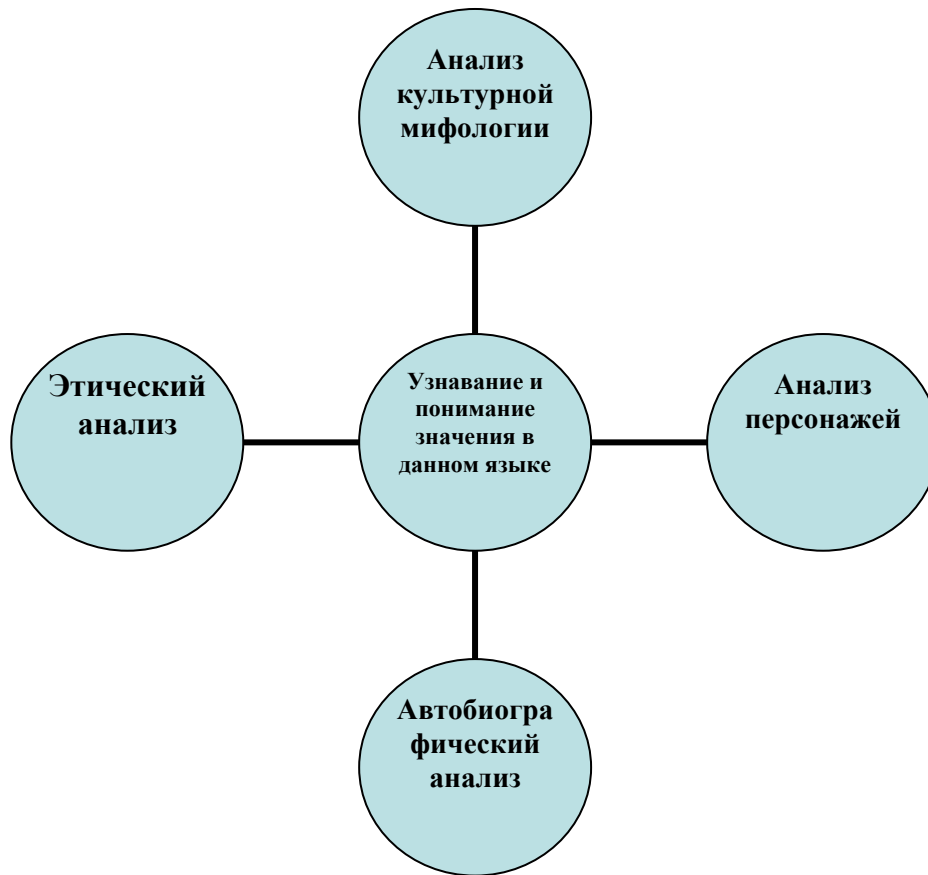 Анализ
культурной
мифологии
Этический
анализ
Узнавание и
понимание
значения в
данном языке
Анализ
персонажей
Автобиогра
фический
анализ